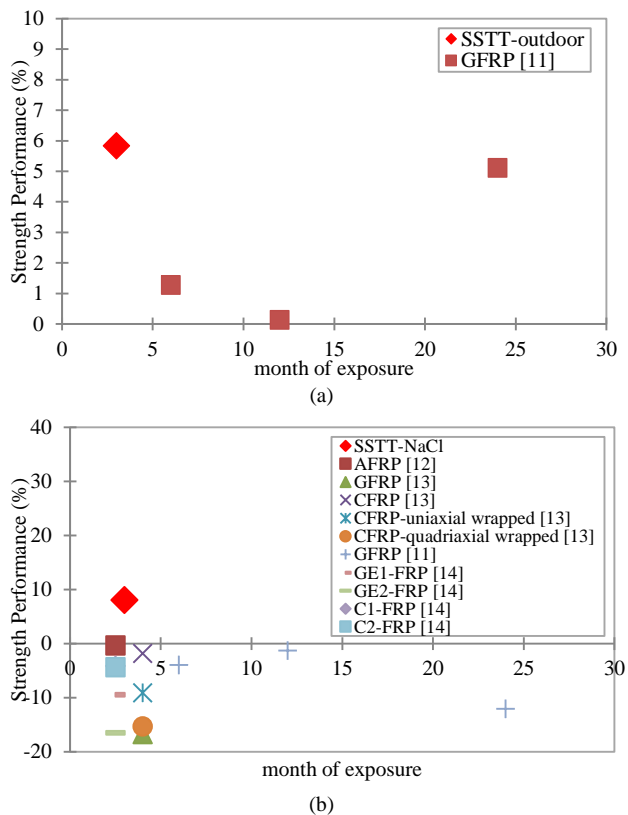 10
9
8
7
6
5
4
3
2
1
0
Strength Performance (%)
SSTT-outdoor
GFRP [11]
0 5 10 15 20 25 30
month of exposure
(a)
40
30
20
10
0
-10
-20
Strength Performance (%)
SSTT-NaCl
AFRP [12]
GFRP [13]
CFRP [13]
CFRP-uniaxial wrapped [13]
CFRP-quadriaxial wrapped [13]
GFRP [11]
GE1-FRP [14]
GE2-FRP [14]
C1-FRP [14]
C2-FRP [14]
0 5 10 15 20 25 30
month of exposure
(b)